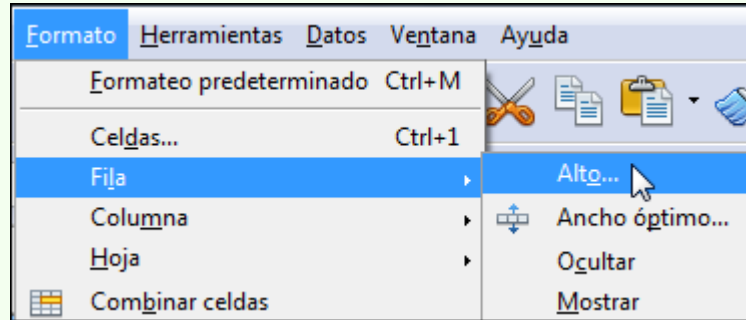 Formato Herramientas Datos Ventana Ayuda
Formateo predeterminado Ctrl+M
Celdas... Ctrl+1
Fila
Columna
Hoja
Combinar celdas
Alto...
Ancho óptimo...
Ocultar
Mostrar